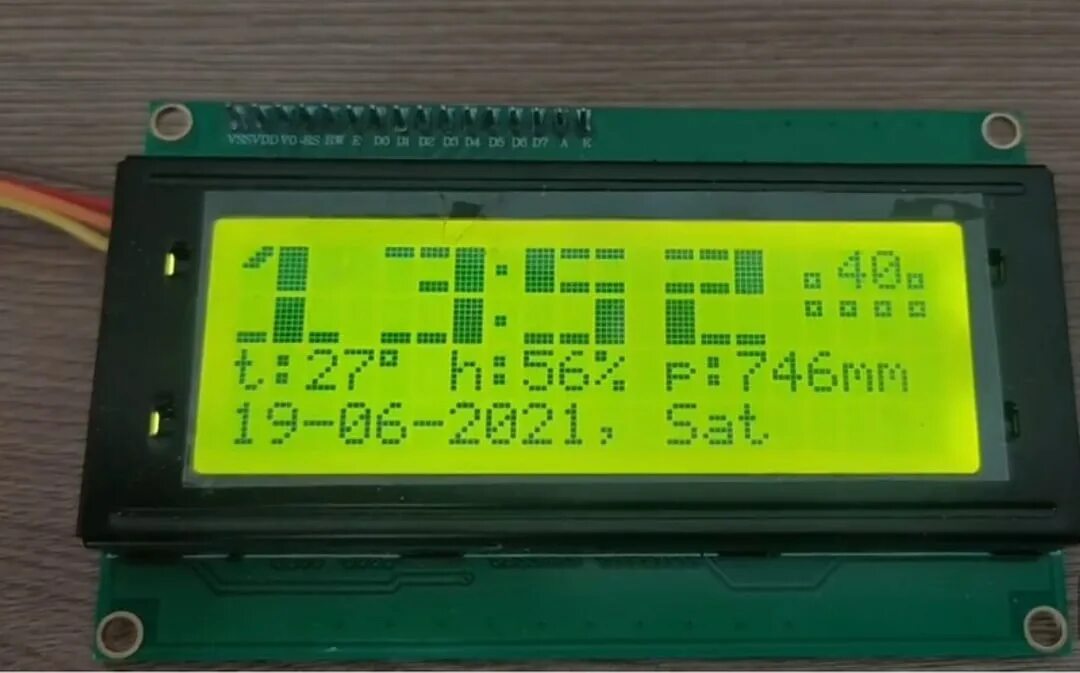 VSS VDD VO RS RW E D0 D1 D2 D3 D4 D5 D6 D7 A K
13:52 40
t:27° h:56% p:746mm
19-06-2021, Sat